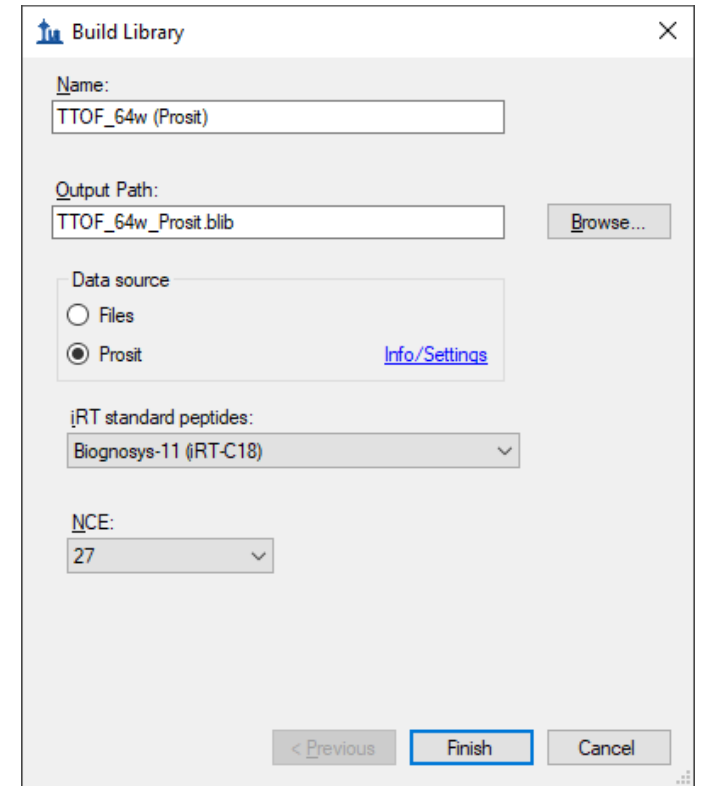 Build Library
Name:
TTOF_64w (Prosit)
Output Path:
TTOF_64w_Prosit.blib
Browse...
Data source
Files
Prosit Info/Settings
iRT standard peptides:
Biognosys-11 (iRT-C18)
NCE:
27
< Previous Finish Cancel